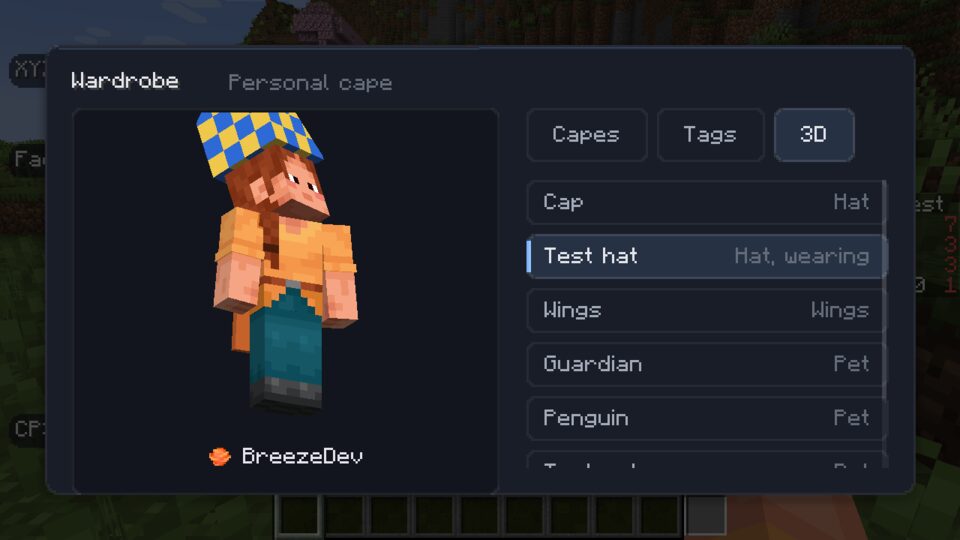 Wardrobe
Personal cape
Capes
Tags
3D
Cap
Hat
Test hat
Hat, wearing
Wings
Wings
Guardian
Pet
Penguin
Pet
BreezeDev